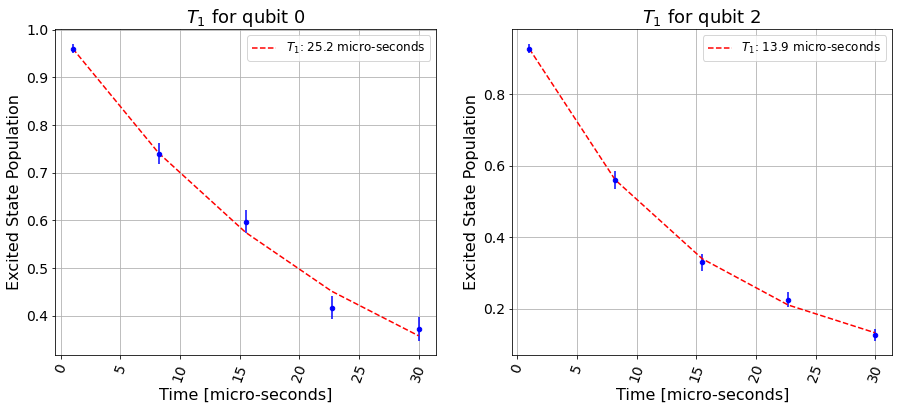 T₁ for qubit 0
T₁: 25.2 micro-seconds
Excited State Population
1.0
0.9
0.8
0.7
0.6
0.5
0.4
0 5 10 15 20 25 30
Time [micro-seconds]
T₁ for qubit 2
T₁: 13.9 micro-seconds
Excited State Population
0.8
0.6
0.4
0.2
0 5 10 15 20 25 30
Time [micro-seconds]